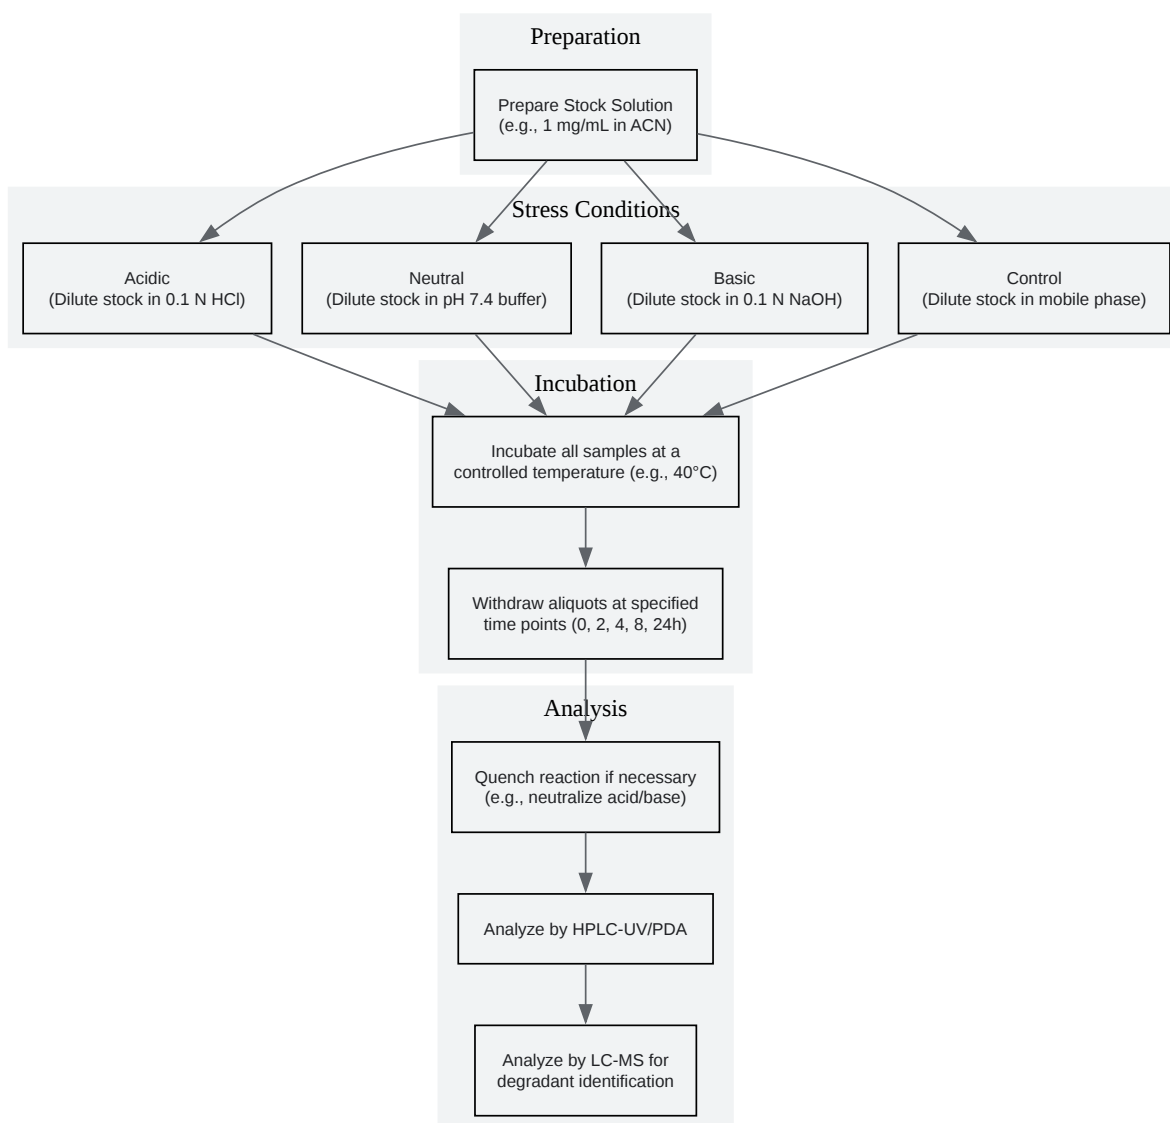 Preparation
Prepare Stock Solution
(e.g., 1 mg/mL in ACN)
Stress Conditions
Acidic
(Dilute stock in 0.1 N HCl)
Neutral
(Dilute stock in pH 7.4 buffer)
Basic
(Dilute stock in 0.1 N NaOH)
Control
(Dilute stock in mobile phase)
Incubation
Incubate all samples at a
controlled temperature (e.g., 40°C)
Withdraw aliquots at specified
time points (0, 2, 4, 8, 24h)
Analysis
Quench reaction if necessary
(e.g., neutralize acid/base)
Analyze by HPLC-UV/PDA
Analyze by LC-MS for
degradant identification